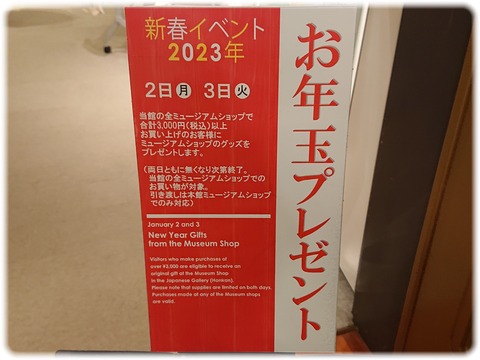 お年玉プレゼント
新春イベント
2023年
2日(月) 3日(火)
当館の全ミュージアムショップで
合計3,000円(税込)以上
お買い上げのお客様に
ミュージアムショップのグッズを
プレゼントします。
(両日ともに無くなり次第終了。
当館の全ミュージアムショップでの
お買い物が対象。
引き渡しは本館ミュージアムショップ
でのみ対応)
January 2 and 3
New Year Gifts
from the Museum Shop
Visitors who make purchases of
over ¥3,000 are eligible to receive an
original gift at the Museum Shop
in the Japanese Gallery (Honkan).
Please note that supplies are limited on both days.
Purchases made at any of the Museum shops
are valid.